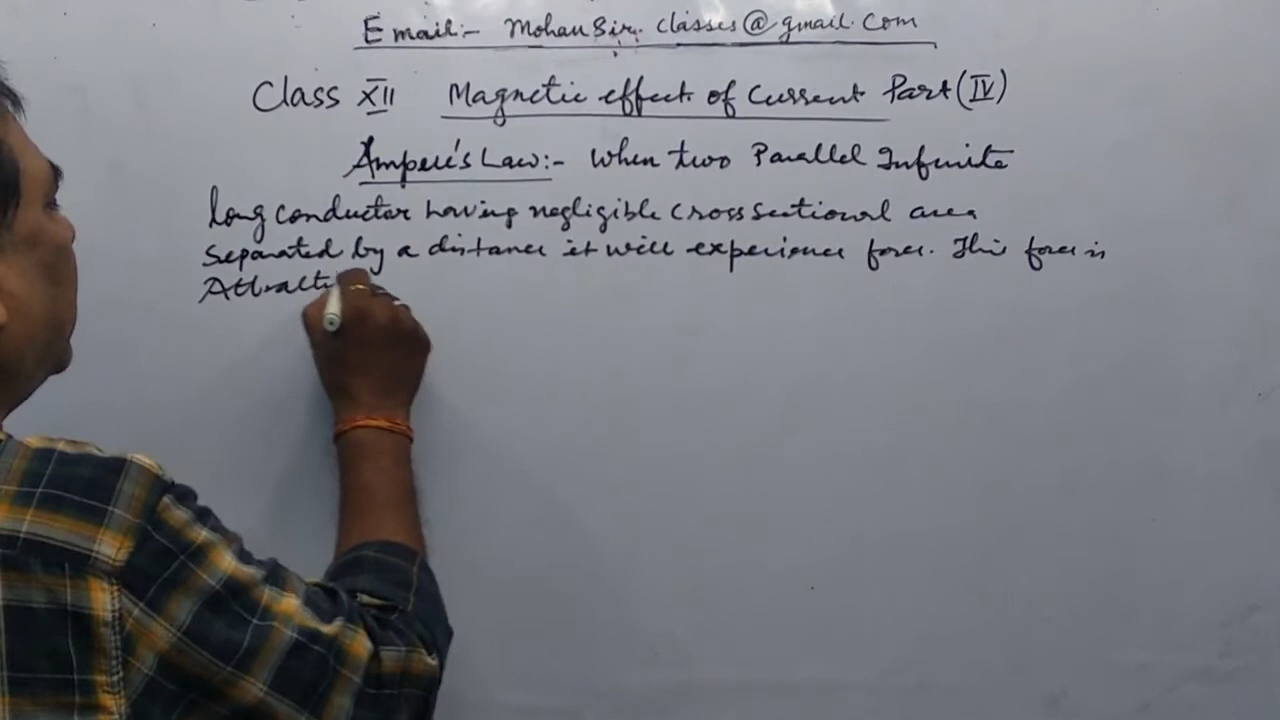 Email:- MohanSir.classes@gmail.com
Class XII Magnetic effect of current Part (IV)
Ampere's Law:- When two Parallel Infinite
long conductor having negligible cross sectional area
separated by a distance it will experience force. This force is
Attracti